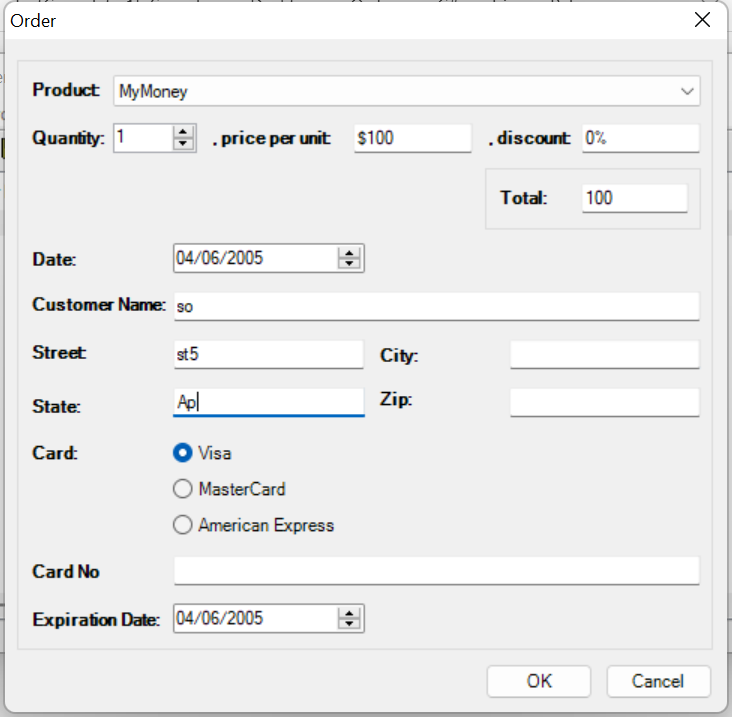 Order
Product: MyMoney
Quantity: 1 , price per unit: $100 , discount: 0%
Total: 100
Date: 04/06/2005
Customer Name: so
Street: st5 City:
State: Ap Zip:
Card: Visa
MasterCard
American Express
Card No
Expiration Date: 04/06/2005
OK Cancel